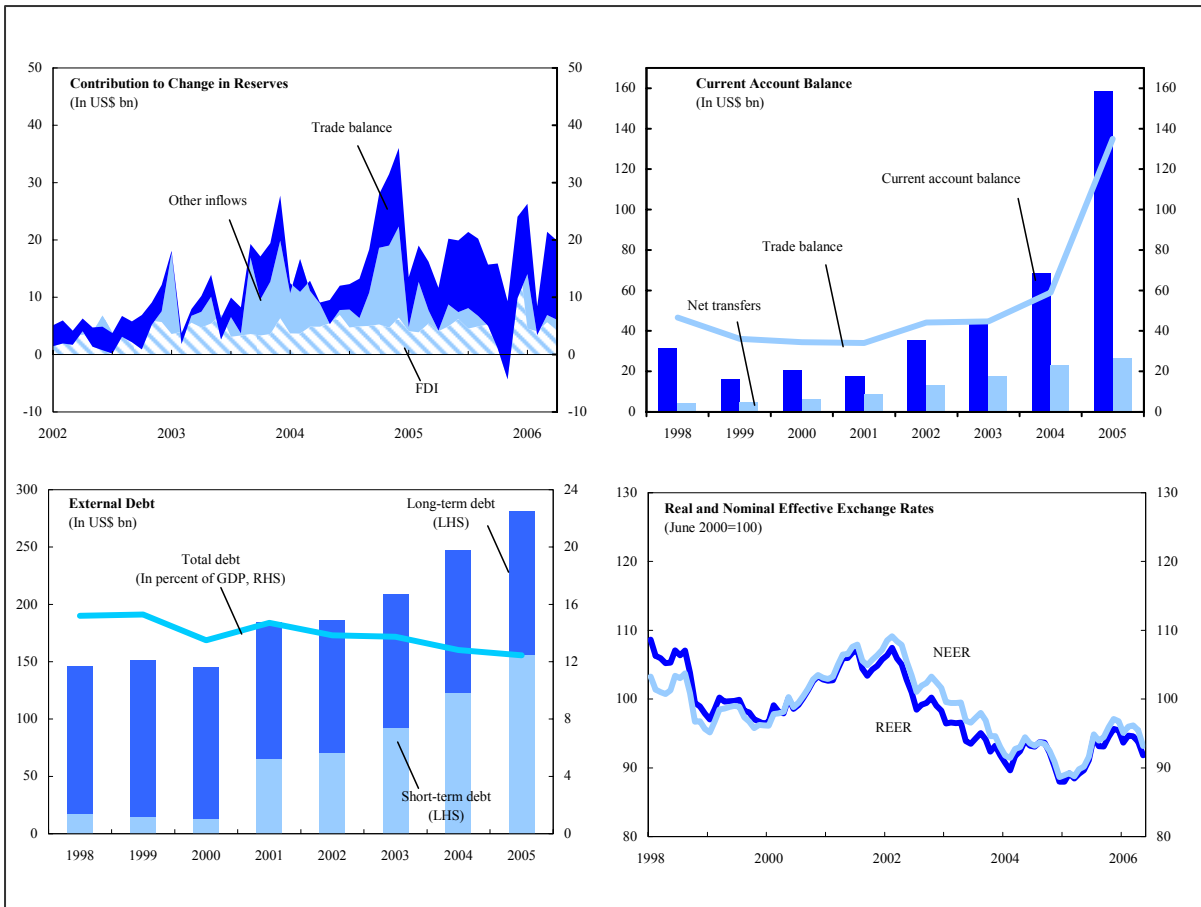 Contribution to Change in Reserves
(In US$ bn)
50
40
30
20
10
0
-10
50
40
30
20
10
0
-10
Trade balance
Other inflows
FDI
2002 2003 2004 2005 2006
Current Account Balance
(In US$ bn)
160
140
120
100
80
60
40
20
0
160
140
120
100
80
60
40
20
0
Current account balance
Trade balance
Net transfers
1998 1999 2000 2001 2002 2003 2004 2005
External Debt
(In US$ bn)
300
250
200
150
100
50
0
24
20
16
12
8
4
0
Long-term debt
(LHS)
Total debt
(In percent of GDP, RHS)
Short-term debt
(LHS)
1998 1999 2000 2001 2002 2003 2004 2005
Real and Nominal Effective Exchange Rates
(June 2000=100)
130
120
110
100
90
80
130
120
110
100
90
80
NEER
REER
1998 2000 2002 2004 2006